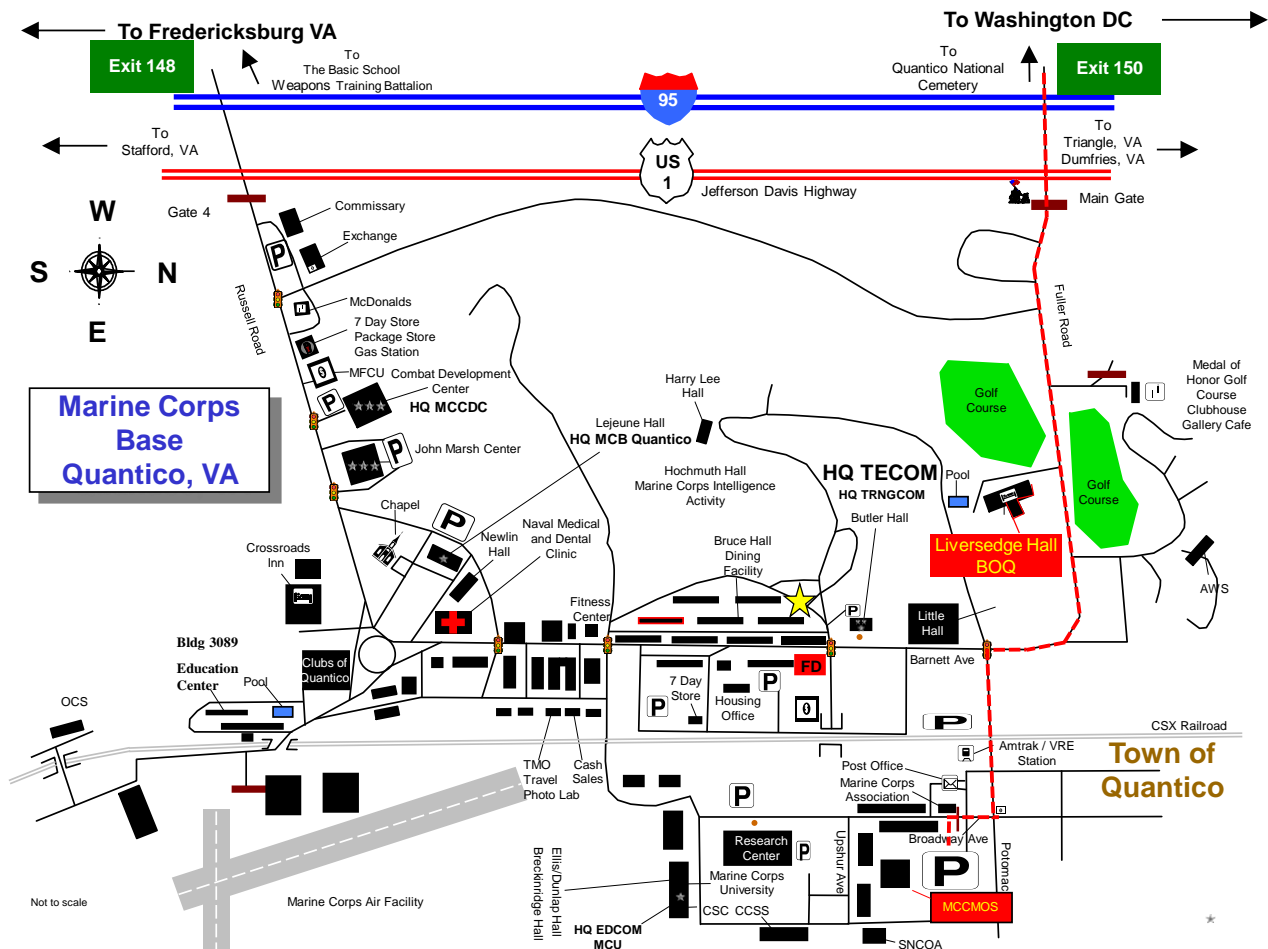 To Fredericksburg VA
To Washington DC
Exit 148
To
The Basic School
Weapons Training Battalion
To
Quantico National
Cemetery
Exit 150
95
To
Stafford, VA
US
1
Jefferson Davis Highway
To
Triangle, VA
Dumfries, VA
Main Gate
Gate 4
Commissary
Exchange
P
W
S
N
E
Russell Road
Fuller Road
McDonalds
7 Day Store
Package Store
Gas Station
MFCU
Combat Development
Center
HQ MCCDC
P
Marine Corps
Base
Quantico, VA
John Marsh Center
P
Harry Lee
Hall
Lejeune Hall
HQ MCB Quantico
Hochmuth Hall
Marine Corps Intelligence
Activity
HQ TECOM
HQ TRNGCOM
Butler Hall
Pool
Golf
Course
Golf
Course
Medal of
Honor Golf
Course
Clubhouse
Gallery Cafe
Liversedge Hall
BOQ
AWS
Chapel
P
Newlin
Hall
Naval Medical
and Dental
Clinic
Bruce Hall
Dining
Facility
Crossroads
Inn
Fitness
Center
P
Little
Hall
Barnett Ave
Bldg 3089
Education
Center
Pool
Clubs of
Quantico
FD
7 Day
Store
P
Housing
Office
P
P
OCS
CSX Railroad
Amtrak / VRE
Station
Town of
Quantico
TMO
Travel
Photo Lab
Cash
Sales
Post Office
Marine Corps
Association
P
Broadway Ave
Research
Center
P
Upshur Ave
P
Potomac
Ellis/Dunlap Hall
Breckinridge Hall
Marine Corps
University
CSC CCSS
HQ EDCOM
MCU
MCCMOS
SNCOA
Not to scale
Marine Corps Air Facility